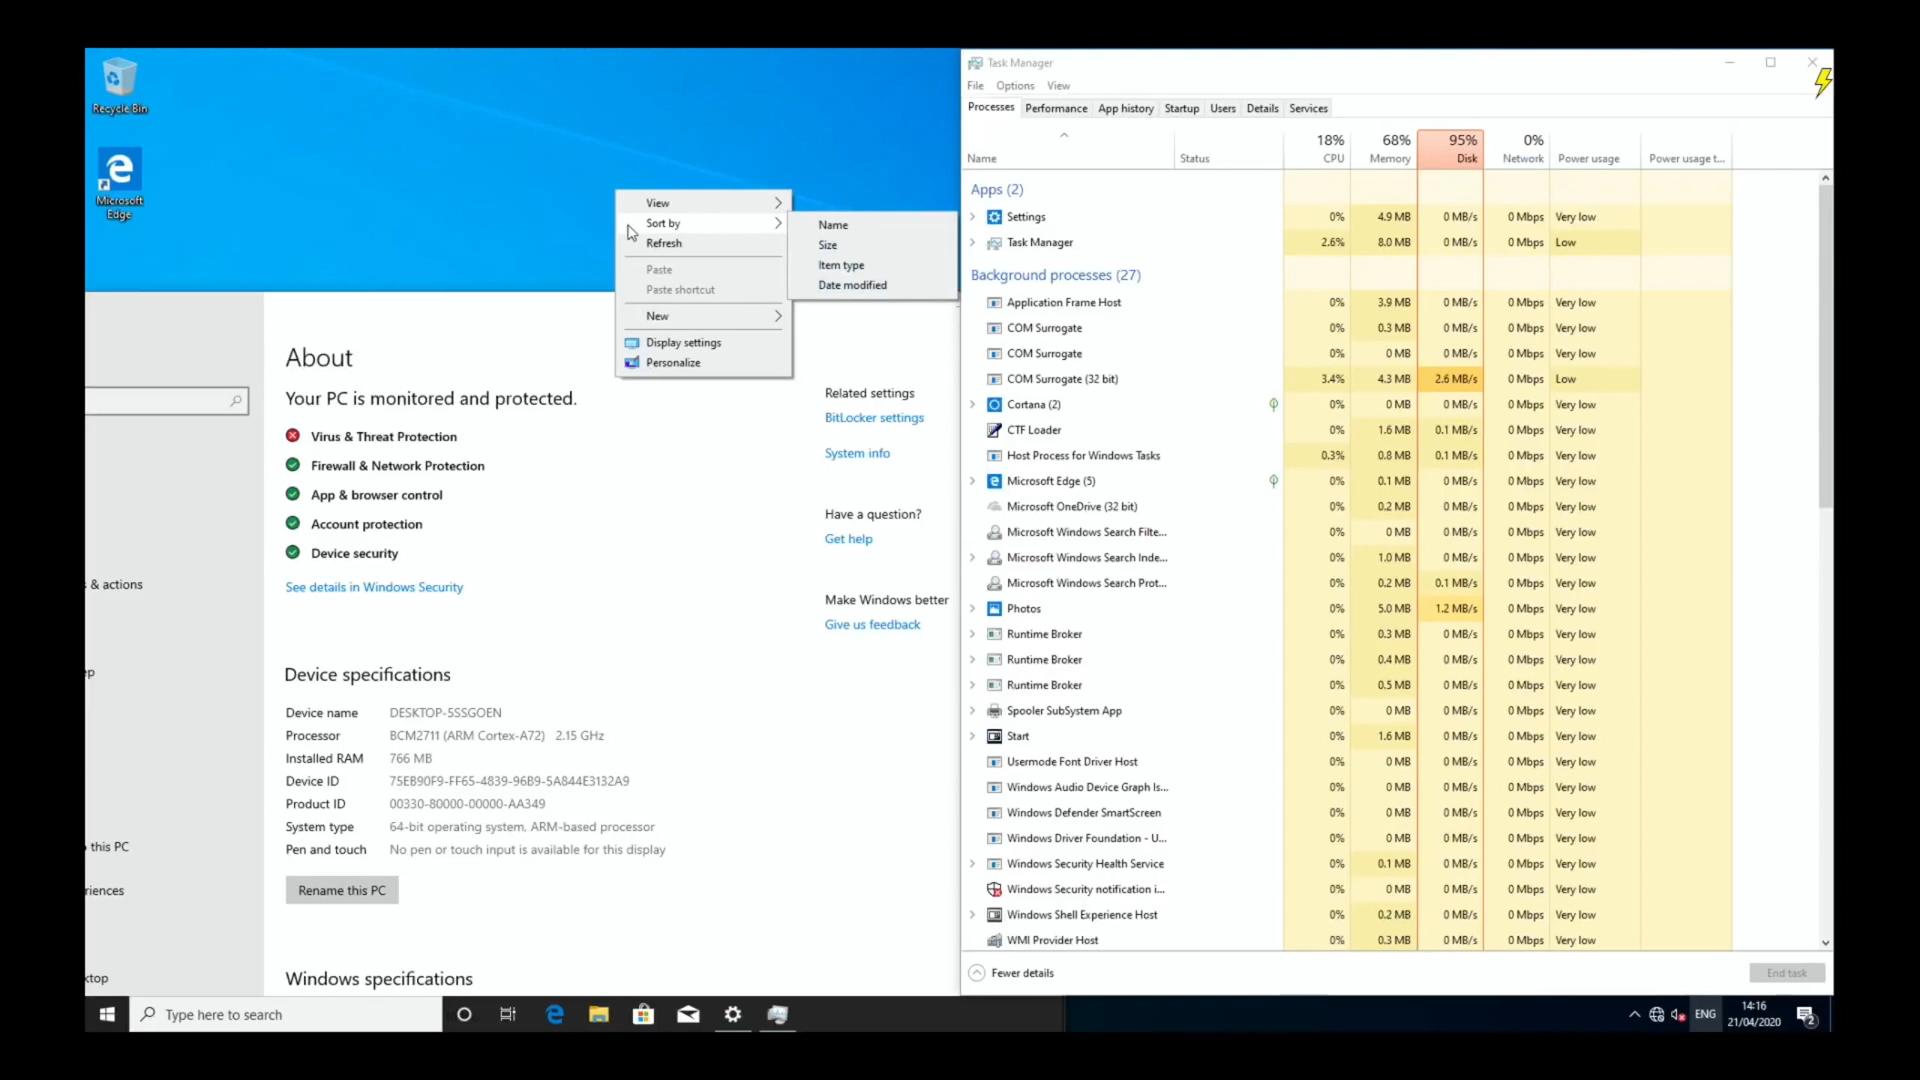 Recycle Bin
Microsoft
Edge
View
Sort by
Refresh
Paste
Paste shortcut
New
Display settings
Personalize
Name
Size
Item type
Date modified
About
Your PC is monitored and protected.
Virus & Threat Protection
Firewall & Network Protection
App & browser control
Account protection
Device security
See details in Windows Security
Device specifications
Device name DESKTOP-5SSGOEN
Processor BCM2711 (ARM Cortex-A72) 2.15 GHz
Installed RAM 766 MB
Device ID 75EB90F9-FF65-4839-96B9-5A844E3132A9
Product ID 00330-80000-00000-AA349
System type 64-bit operating system, ARM-based processor
Pen and touch No pen or touch input is available for this display
Rename this PC
Windows specifications
& actions
ep
this PC
riences
ktop
Related settings
BitLocker settings
System info
Have a question?
Get help
Make Windows better
Give us feedback
Task Manager
File Options View
Processes Performance App history Startup Users Details Services
18% 68% 95% 0%
Name Status CPU Memory Disk Network Power usage Power usage t...
Apps (2)
Settings 0% 4.9 MB 0 MB/s 0 Mbps Very low
Task Manager 2.6% 8.0 MB 0 MB/s 0 Mbps Low
Background processes (27)
Application Frame Host 0% 3.9 MB 0 MB/s 0 Mbps Very low
COM Surrogate 0% 0.3 MB 0 MB/s 0 Mbps Very low
COM Surrogate 0% 0 MB 0 MB/s 0 Mbps Very low
COM Surrogate (32 bit) 3.4% 4.3 MB 2.6 MB/s 0 Mbps Low
Cortana (2) 0% 0 MB 0 MB/s 0 Mbps Very low
CTF Loader 0% 1.6 MB 0.1 MB/s 0 Mbps Very low
Host Process for Windows Tasks 0.3% 0.8 MB 0.1 MB/s 0 Mbps Very low
Microsoft Edge (5) 0% 0.1 MB 0 MB/s 0 Mbps Very low
Microsoft OneDrive (32 bit) 0% 0.2 MB 0 MB/s 0 Mbps Very low
Microsoft Windows Search Filte... 0% 0 MB 0 MB/s 0 Mbps Very low
Microsoft Windows Search Inde... 0% 1.0 MB 0 MB/s 0 Mbps Very low
Microsoft Windows Search Prot... 0% 0.2 MB 0.1 MB/s 0 Mbps Very low
Photos 0% 5.0 MB 1.2 MB/s 0 Mbps Very low
Runtime Broker 0% 0.3 MB 0 MB/s 0 Mbps Very low
Runtime Broker 0% 0.4 MB 0 MB/s 0 Mbps Very low
Runtime Broker 0% 0.5 MB 0 MB/s 0 Mbps Very low
Spooler SubSystem App 0% 0 MB 0 MB/s 0 Mbps Very low
Start 0% 1.6 MB 0 MB/s 0 Mbps Very low
Usermode Font Driver Host 0% 0 MB 0 MB/s 0 Mbps Very low
Windows Audio Device Graph Is... 0% 0 MB 0 MB/s 0 Mbps Very low
Windows Defender SmartScreen 0% 0 MB 0 MB/s 0 Mbps Very low
Windows Driver Foundation - U... 0% 0 MB 0 MB/s 0 Mbps Very low
Windows Security Health Service 0% 0.1 MB 0 MB/s 0 Mbps Very low
Windows Security notification i... 0% 0 MB 0 MB/s 0 Mbps Very low
Windows Shell Experience Host 0% 0.2 MB 0 MB/s 0 Mbps Very low
WMI Provider Host 0% 0.3 MB 0 MB/s 0 Mbps Very low
Fewer details End task
Type here to search
ENG
14:16
21/04/2020
2